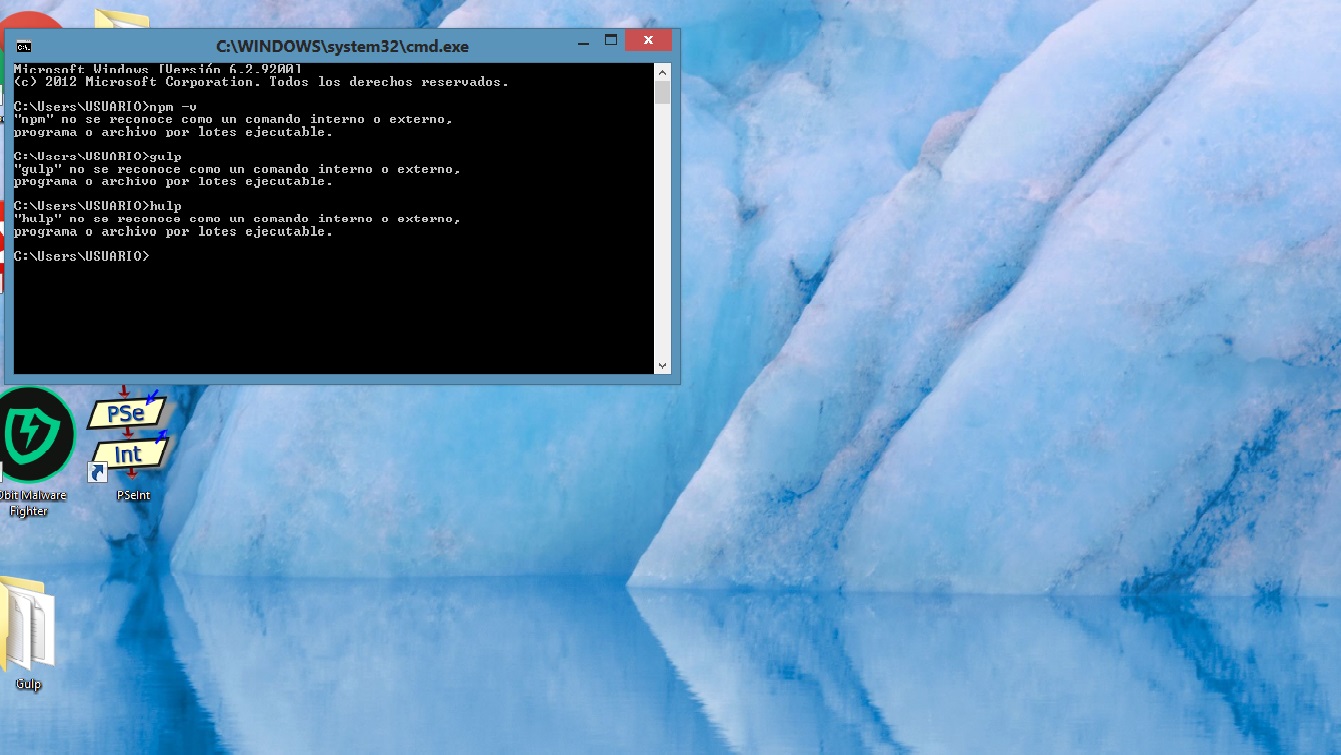 C:\WINDOWS\system32\cmd.exe
Microsoft Windows [Versión 6.2.9200]
(c) 2012 Microsoft Corporation. Todos los derechos reservados.
C:\Users\USUARIO>npm -v
"npm" no se reconoce como un comando interno o externo,
programa o archivo por lotes ejecutable.
C:\Users\USUARIO>gulp
"gulp" no se reconoce como un comando interno o externo,
programa o archivo por lotes ejecutable.
C:\Users\USUARIO>hulp
"hulp" no se reconoce como un comando interno o externo,
programa o archivo por lotes ejecutable.
C:\Users\USUARIO>
PSe
Int
Malware
Fighter
PSeInt
Gulp